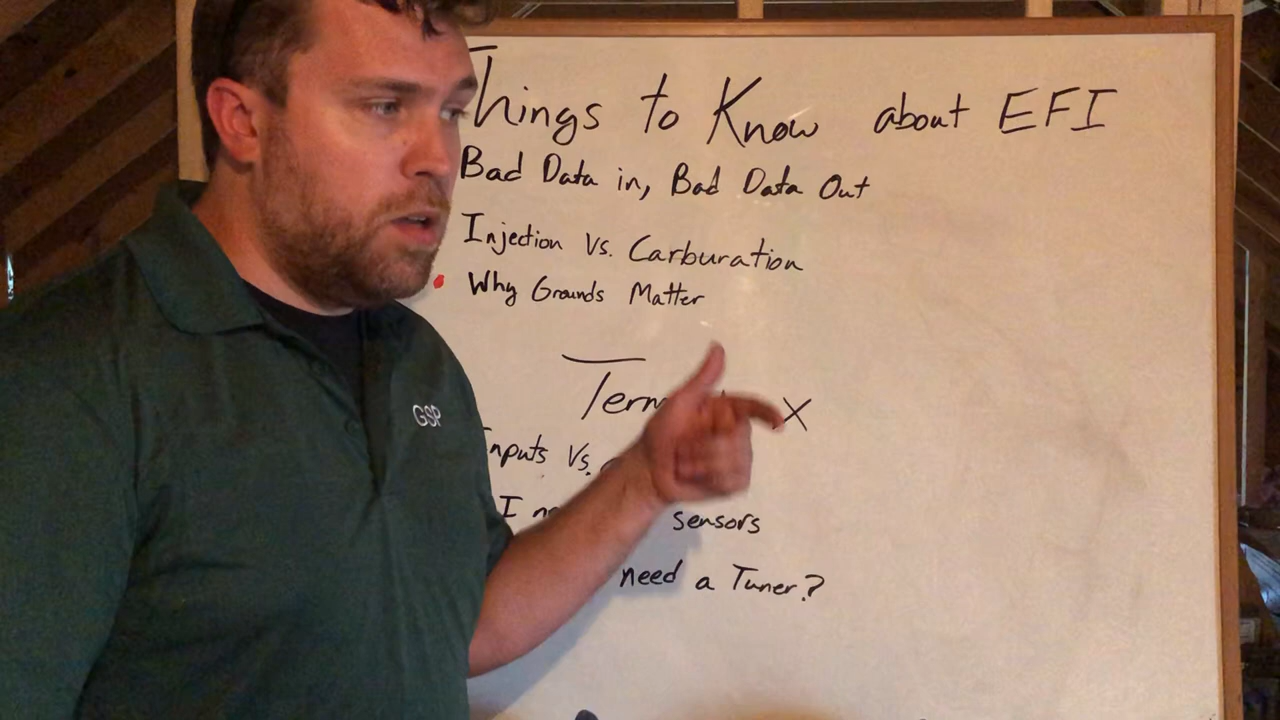 Things to Know about EFI
Bad Data in, Bad Data Out
Injection Vs. Carburation
Why Grounds Matter
X
Inputs Vs.
I sensors
need a Tuner?
GSP